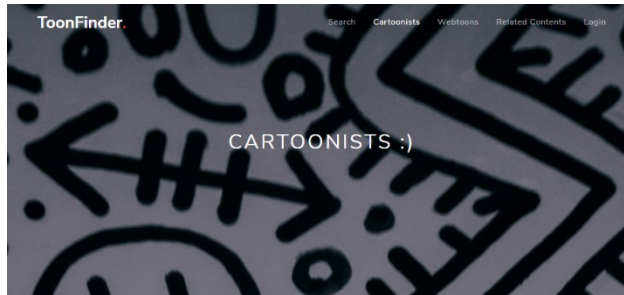 ToonFinder.
Search Cartoonists Webtoons Related Contents Login
CARTOONISTS :)